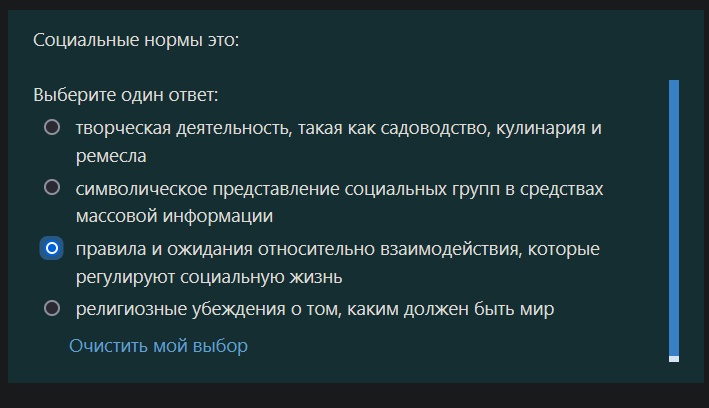 Социальные нормы это:
Выберите один ответ:
творческая деятельность, такая как садоводство, кулинария и
ремесла
символическое представление социальных групп в средствах
массовой информации
правила и ожидания относительно взаимодействия, которые
регулируют социальную жизнь
религиозные убеждения о том, каким должен быть мир
Очистить мой выбор